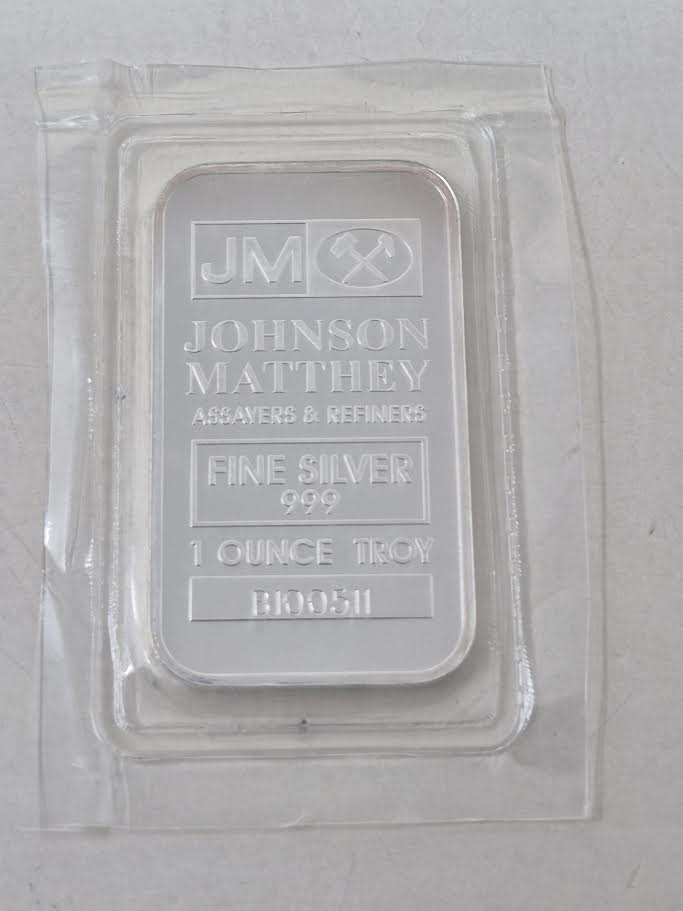 JM
JOHNSON
MATTHEY
ASSAYERS & REFINERS
FINE SILVER
999
1 OUNCE TROY
B100511